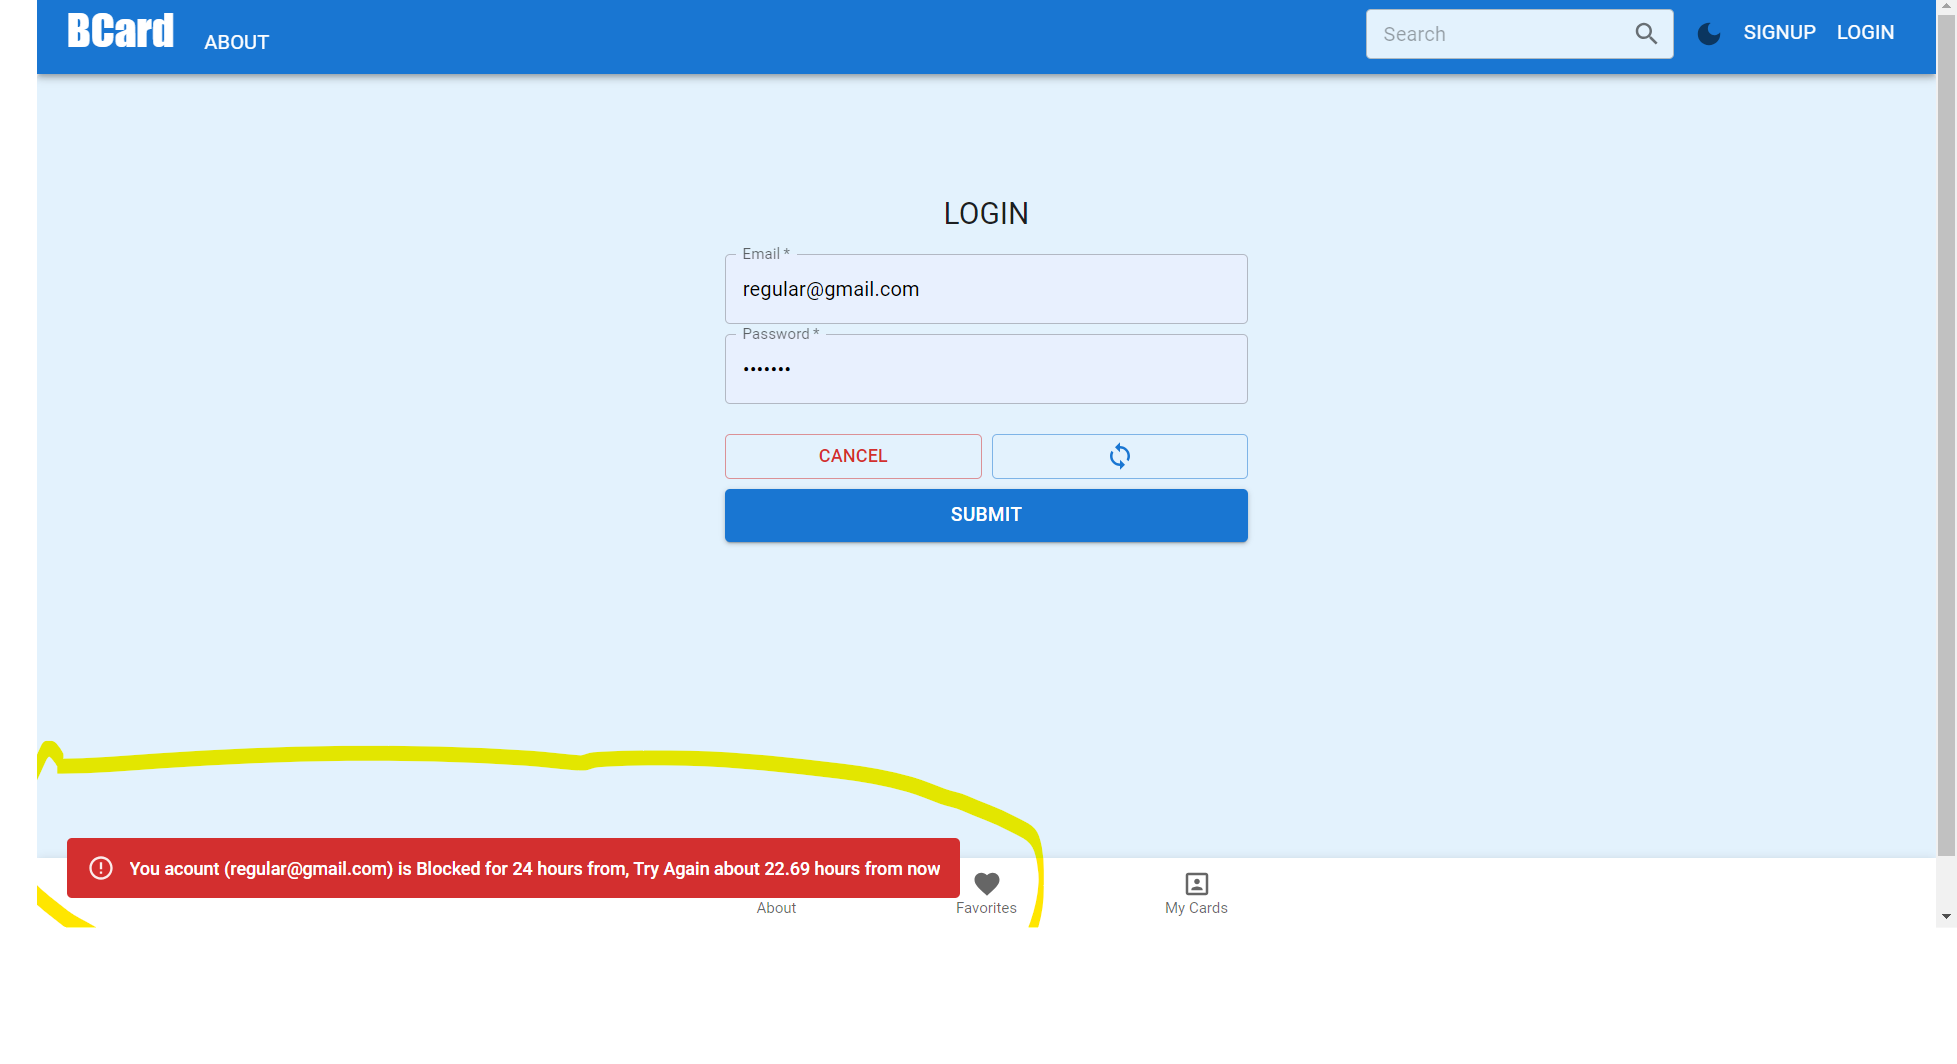 BCard
ABOUT
Search
SIGNUP
LOGIN
LOGIN
Email *
regular@gmail.com
Password *
•••••••
CANCEL
SUBMIT
You acount (regular@gmail.com) is Blocked for 24 hours from, Try Again about 22.69 hours from now
About
Favorites
My Cards